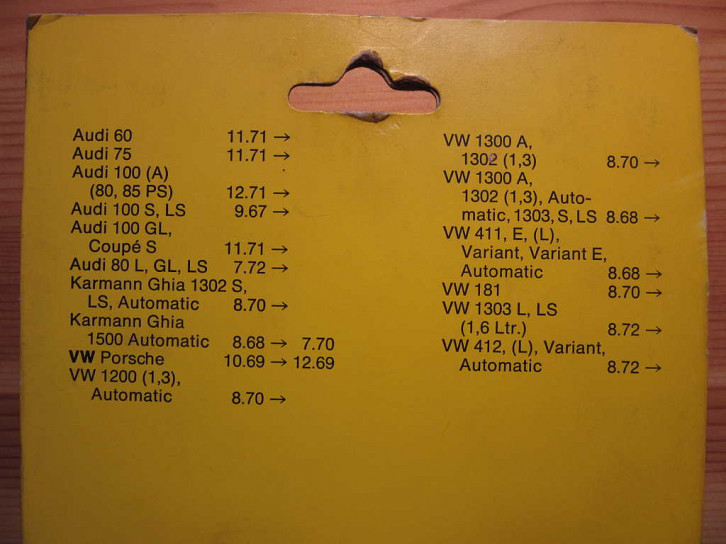 Audi 60 11.71 →
Audi 75 11.71 →
Audi 100 (A)
(80, 85 PS) 12.71 →
Audi 100 S, LS 9.67 →
Audi 100 GL,
Coupé S 11.71 →
Audi 80 L, GL, LS 7.72 →
Karmann Ghia 1302 S,
LS, Automatic 8.70 →
Karmann Ghia
1500 Automatic 8.68 → 7.70
VW Porsche 10.69 → 12.69
VW 1200 (1,3),
Automatic 8.70 →
VW 1300 A,
1302 (1,3) 8.70 →
VW 1300 A,
1302 (1,3), Auto-
matic, 1303, S, LS 8.68 →
VW 411, E, (L),
Variant, Variant E,
Automatic 8.68 →
VW 181 8.70 →
VW 1303 L, LS
(1,6 Ltr.) 8.72 →
VW 412, (L), Variant,
Automatic 8.72 →